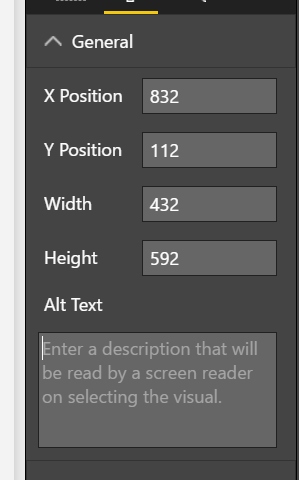 General
X Position 832
Y Position 112
Width 432
Height 592
Alt Text
Enter a description that will
be read by a screen reader
on selecting the visual.